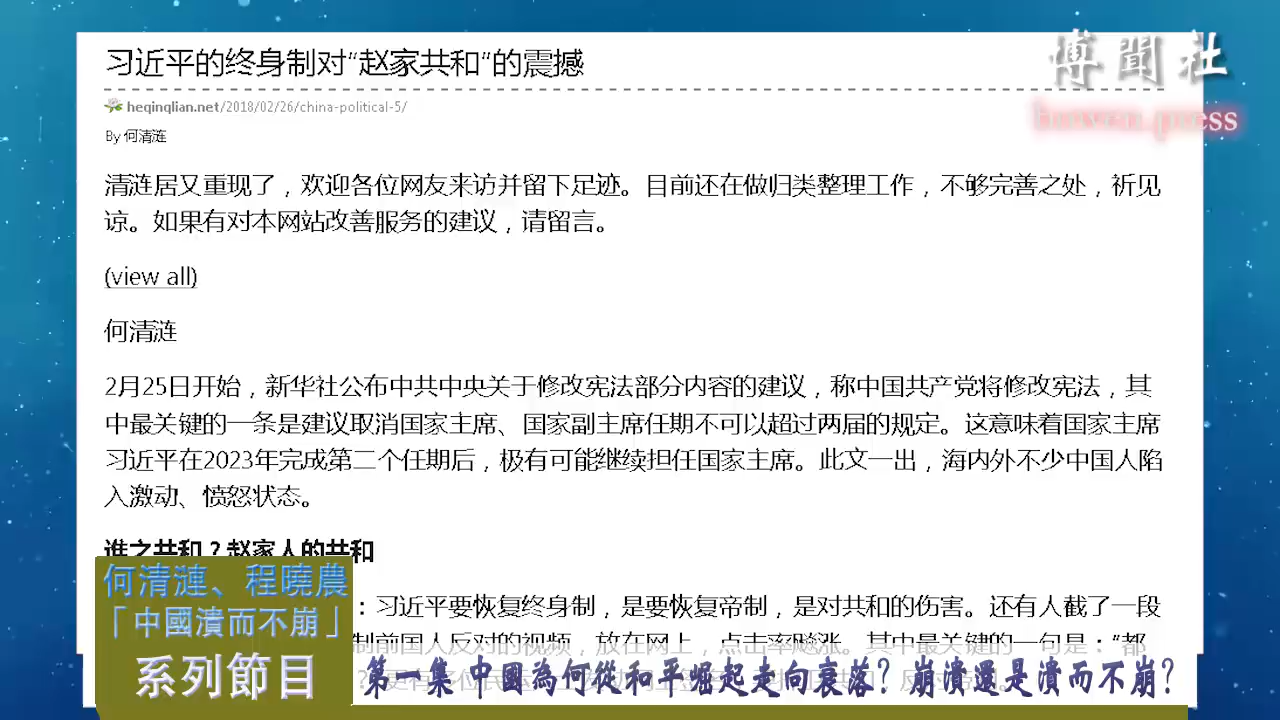 习近平的终身制对“赵家共和”的震撼
博聞社
heqinglian.net/2018/02/26/china-political-5/
bowen.press
By 何清涟
清涟居又重现了，欢迎各位网友来访并留下足迹。目前还在做归类整理工作，不够完善之处，祈见
谅。如果有对本网站改善服务的建议，请留言。
(view all)
何清涟
2月25日开始，新华社公布中共中央关于修改宪法部分内容的建议，称中国共产党将修改宪法，其
中最关键的一条是建议取消国家主席、国家副主席任期不可以超过两届的规定。这意味着国家主席
习近平在2023年完成第二个任期后，极有可能继续担任国家主席。此文一出，海内外不少中国人陷
入激动、愤怒状态。
谁之共和？赵家人的共和
何清漣、程曉農
「中國潰而不崩」
系列節目
：习近平要恢复终身制，是要恢复帝制，是对共和的伤害。还有人截了一段
制前国人反对的视频，放在网上，点击率飚涨。其中最关键的一句是：“都
第一集 中國為何從和平崛起走向衰落？崩潰還是潰而不崩？